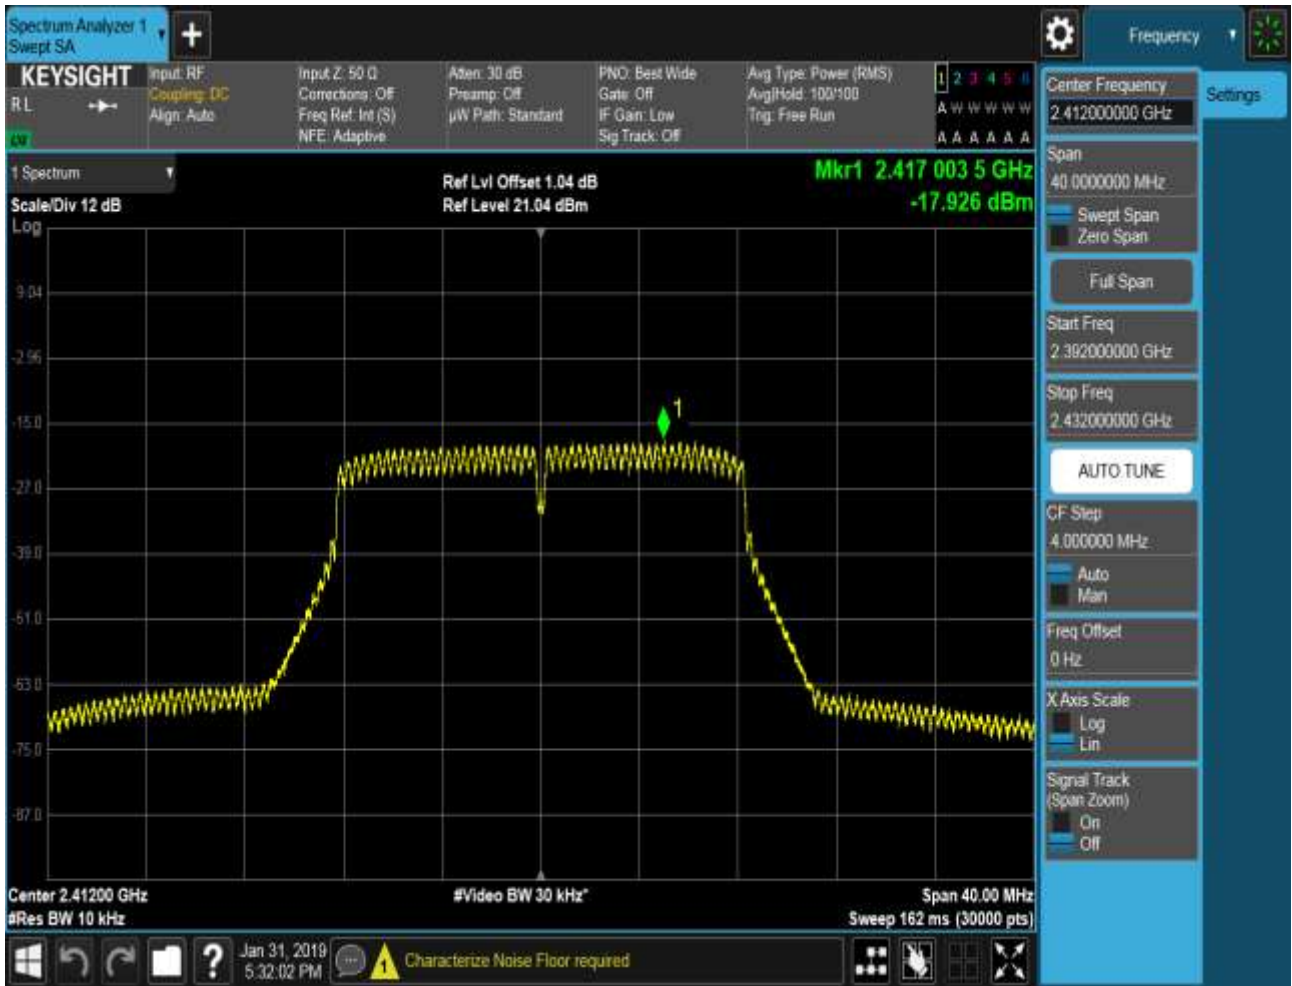 Spectrum Analyzer 1
Swept SA
+
Frequency
KEYSIGHT
RL
Input: RF
Coupling: DC
Align: Auto
Input Z: 50 Ω
Corrections: Off
Freq Ref: Int (S)
NFE: Adaptive
Atten: 30 dB
Preamp: Off
µW Path: Standard
PNO: Best Wide
Gate: Off
IF Gain: Low
Sig Track: Off
Avg Type: Power (RMS)
Avg|Hold: 100/100
Trig: Free Run
1 2 3 4 5 6
A W W W W W
A A A A A A
1 Spectrum
Scale/Div 12 dB
Log
Ref Lvl Offset 1.04 dB
Ref Level 21.04 dBm
Mkr1 2.417 003 5 GHz
-17.926 dBm
9.04
-2.96
-15.0
-27.0
-39.0
-51.0
-63.0
-75.0
-87.0
1
Center 2.41200 GHz
#Res BW 10 kHz
#Video BW 30 kHz*
Span 40.00 MHz
Sweep 162 ms (30000 pts)
Center Frequency
2.412000000 GHz
Settings
Span
40.0000000 MHz
Swept Span
Zero Span
Full Span
Start Freq
2.392000000 GHz
Stop Freq
2.432000000 GHz
AUTO TUNE
CF Step
4.000000 MHz
Auto
Man
Freq Offset
0 Hz
X Axis Scale
Log
Lin
Signal Track
(Span Zoom)
On
Off
?
Jan 31, 2019
5:32:02 PM
1
Characterize Noise Floor required